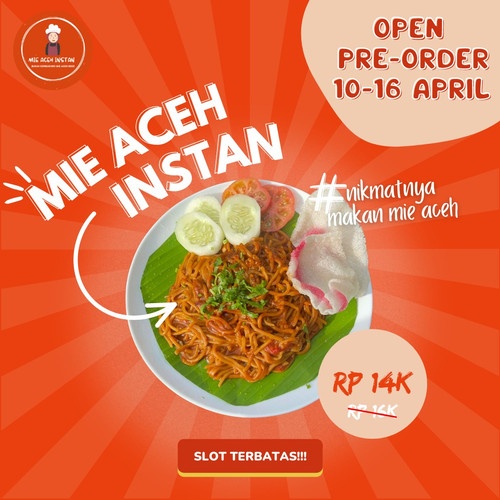 MIE ACEH INSTAN
OPEN
PRE-ORDER
10-16 APRIL
MIE ACEH
INSTAN
#nikmatnya
makan mie aceh
RP 14K
RP 16K
SLOT TERBATAS!!!